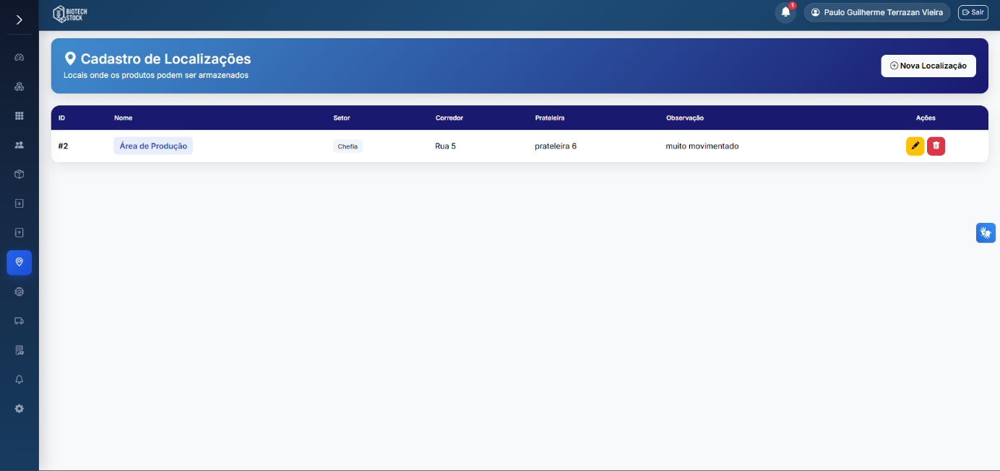 BIOTECH
STOCK
1
Paulo Guilherme Terrazan Vieira
Sair
Cadastro de Localizações
Locais onde os produtos podem ser armazenados
Nova Localização
ID Nome Setor Corredor Prateleira Observação Ações
#2 Área de Produção Chefia Rua 5 prateleira 6 muito movimentado